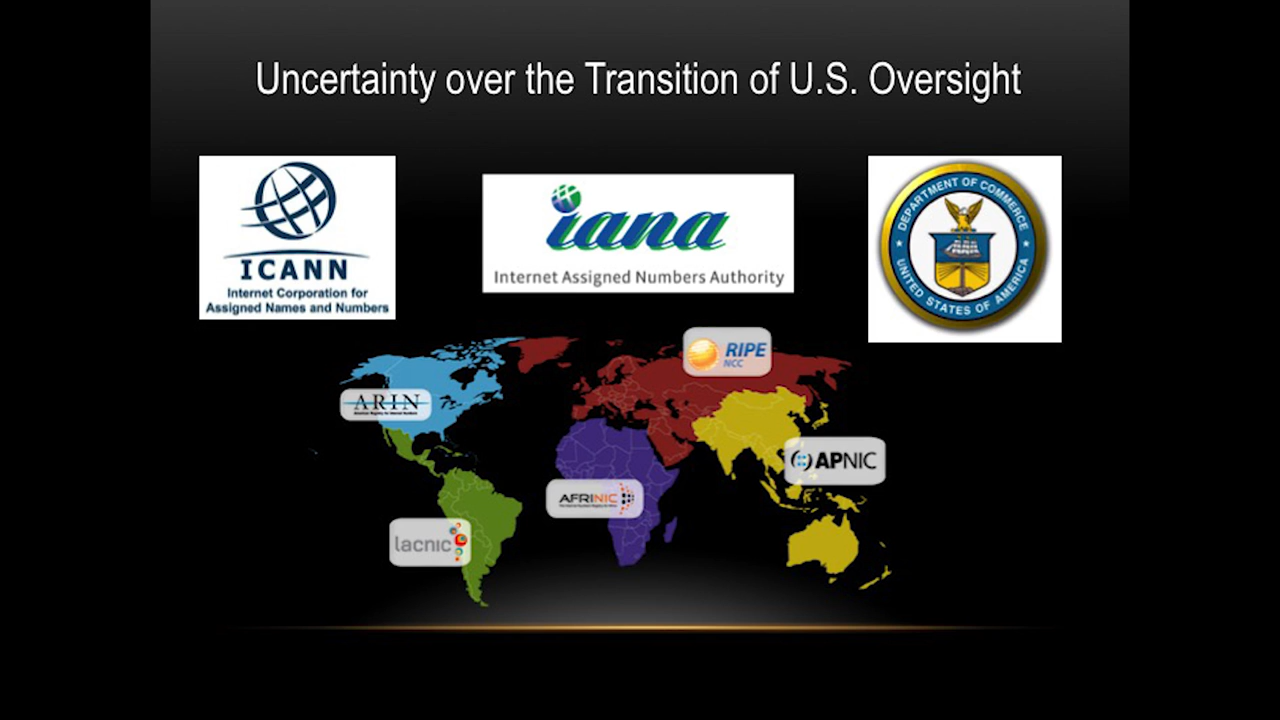 Uncertainty over the Transition of U.S. Oversight
ICANN
Internet Corporation for
Assigned Names and Numbers
iana
Internet Assigned Numbers Authority
DEPARTMENT OF COMMERCE
UNITED STATES OF AMERICA
RIPE
NCC
ARIN
APNIC
AFRINIC
lacnic